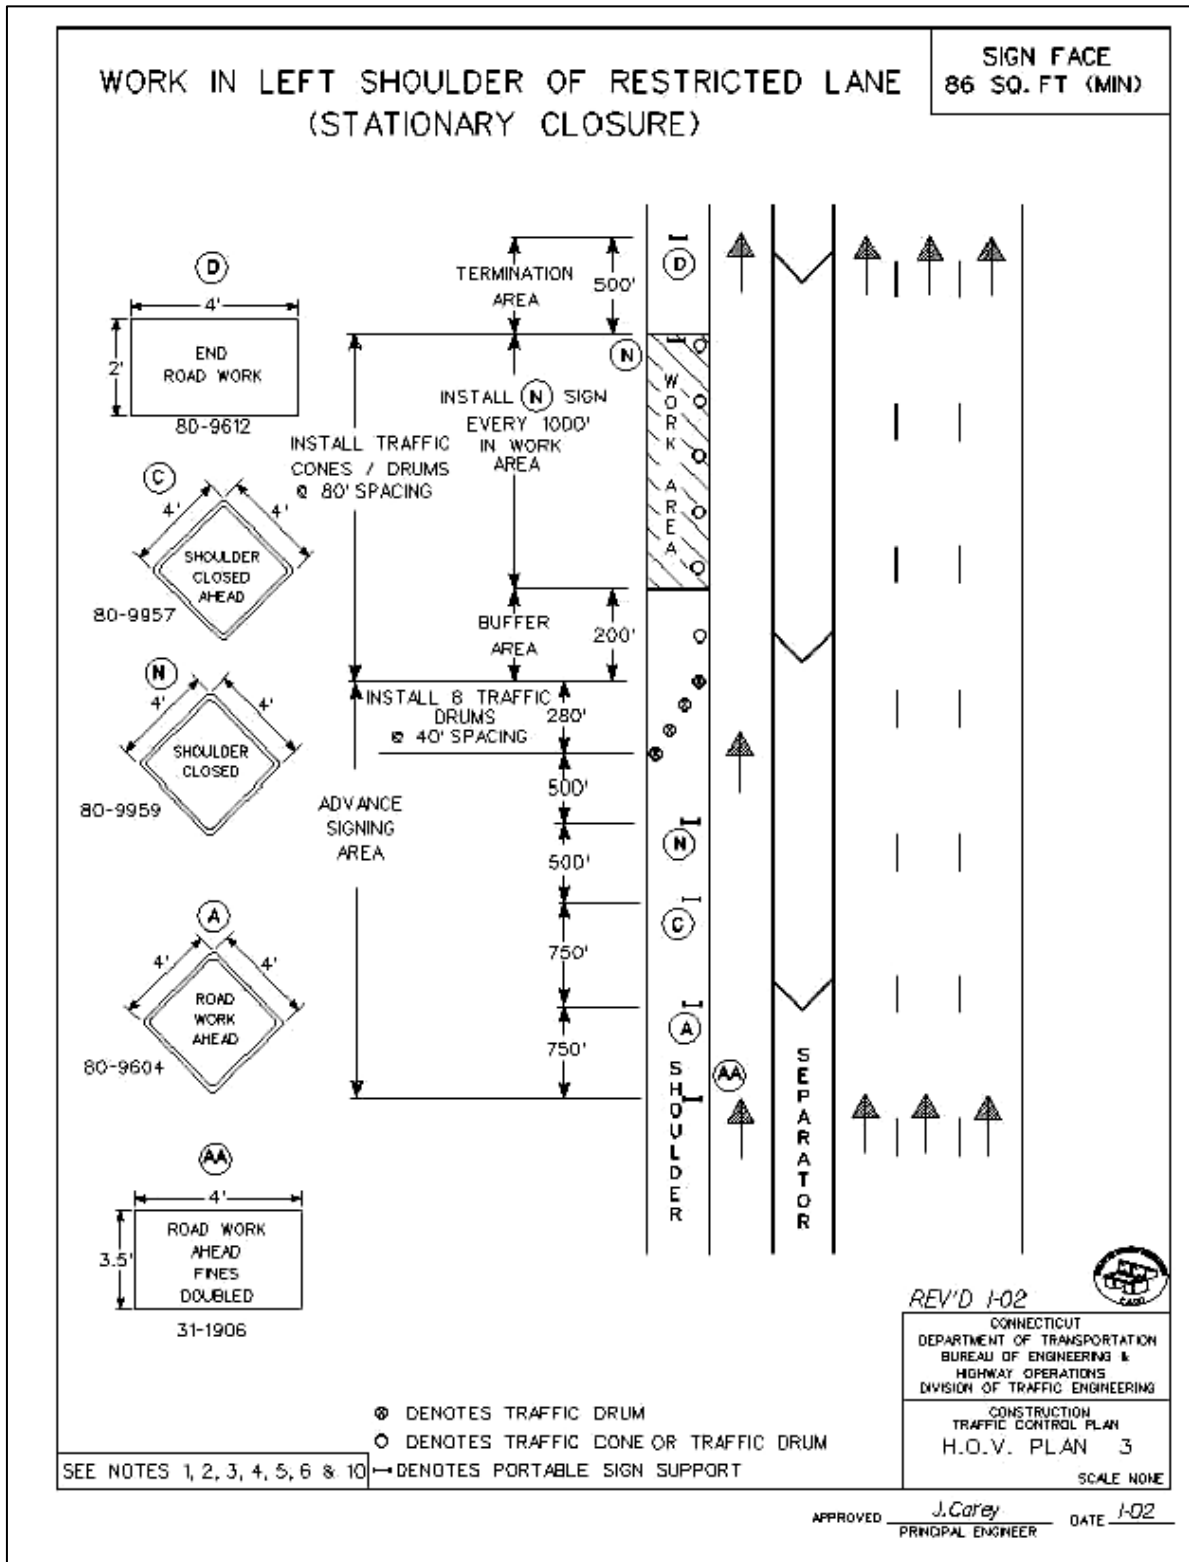 WORK IN LEFT SHOULDER OF RESTRICTED LANE
(STATIONARY CLOSURE)
SIGN FACE
86 SQ. FT (MIN)
D
4'
2'
END
ROAD WORK
80-9612
C
4'
4'
SHOULDER
CLOSED
AHEAD
80-9957
N
4'
4'
SHOULDER
CLOSED
80-9959
A
4'
4'
ROAD
WORK
AHEAD
80-9604
AA
4'
3.5'
ROAD WORK
AHEAD
FINES
DOUBLED
31-1906
TERMINATION
AREA
500'
INSTALL N SIGN
EVERY 1000'
IN WORK
AREA
INSTALL TRAFFIC
CONES / DRUMS
@ 80' SPACING
BUFFER
AREA
200'
INSTALL 8 TRAFFIC
DRUMS
@ 40' SPACING
280'
ADVANCE
SIGNING
AREA
500'
500'
750'
750'
D
N
WORK AREA
N
C
A
AA
SHOULDER
SEPARATOR
DENOTES TRAFFIC DRUM
DENOTES TRAFFIC CONE OR TRAFFIC DRUM
DENOTES PORTABLE SIGN SUPPORT
SEE NOTES 1, 2, 3, 4, 5, 6 & 10
REV'D 1-02
CONNECTICUT
DEPARTMENT OF TRANSPORTATION
BUREAU OF ENGINEERING &
HIGHWAY OPERATIONS
DIVISION OF TRAFFIC ENGINEERING
CONSTRUCTION
TRAFFIC CONTROL PLAN
H.O.V. PLAN 3
SCALE NONE
APPROVED J. Carey DATE 1-02
PRINCIPAL ENGINEER